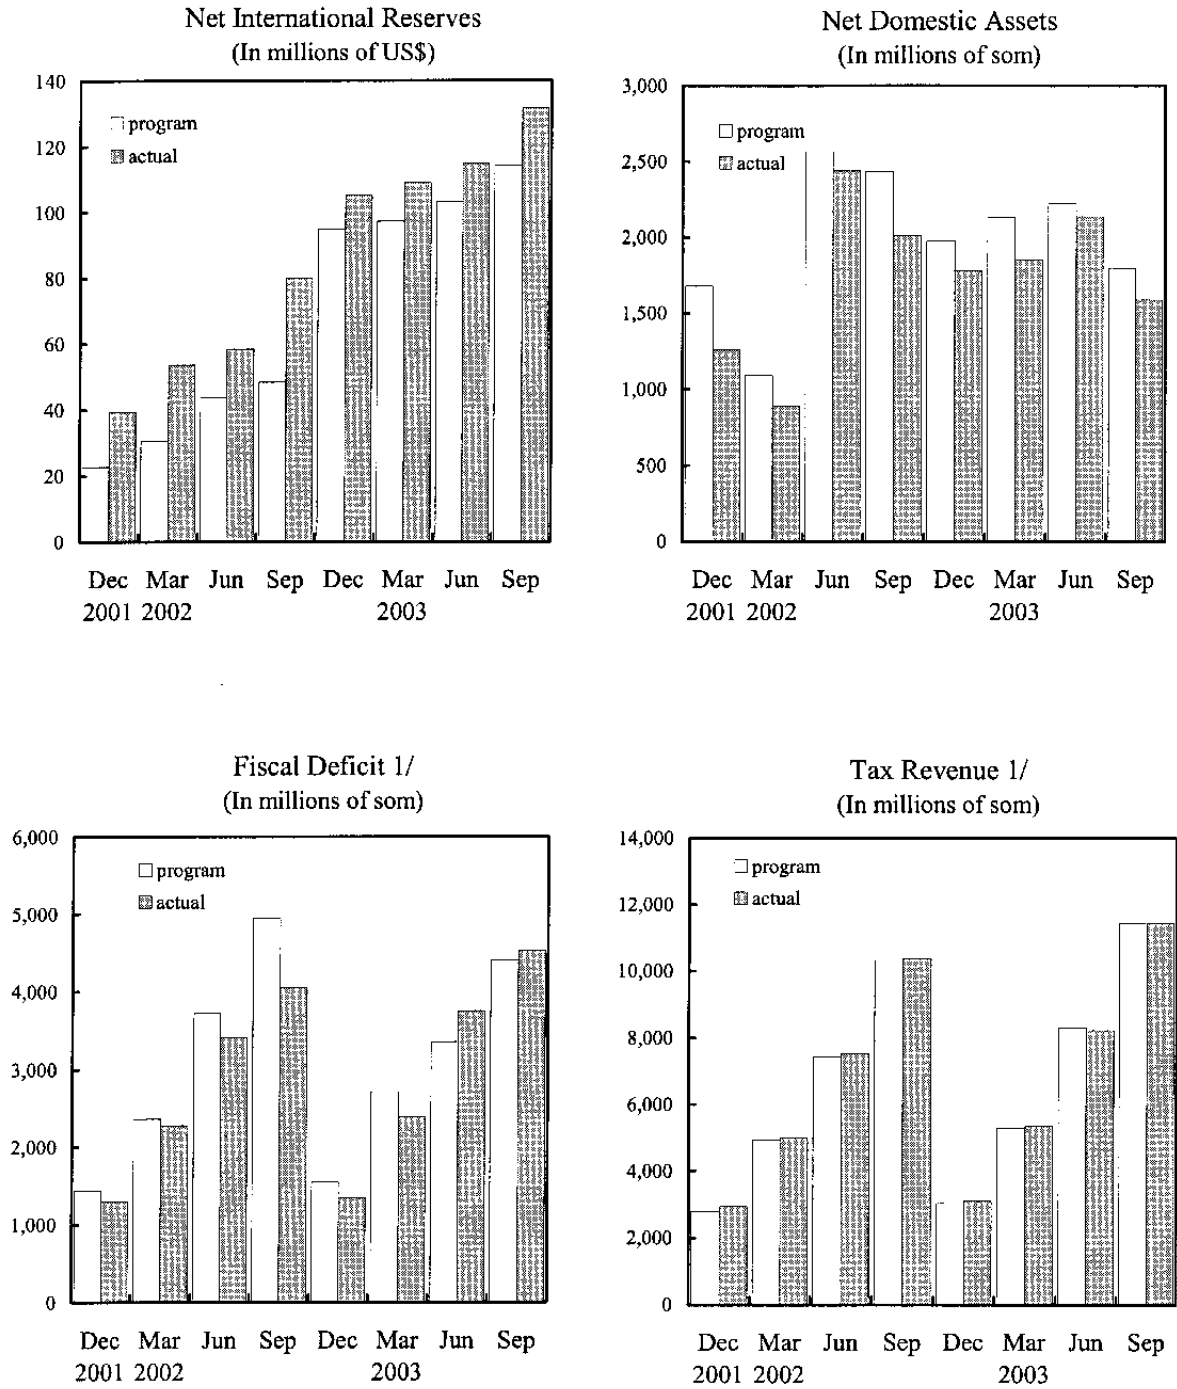 Net International Reserves
(In millions of US$)
140
120
100
80
60
40
20
0
program
actual
Dec Mar Jun Sep Dec Mar Jun Sep
2001 2002 2003
Net Domestic Assets
(In millions of som)
3,000
2,500
2,000
1,500
1,000
500
0
program
actual
Dec Mar Jun Sep Dec Mar Jun Sep
2001 2002 2003
Fiscal Deficit 1/
(In millions of som)
6,000
5,000
4,000
3,000
2,000
1,000
0
program
actual
Dec Mar Jun Sep Dec Mar Jun Sep
2001 2002 2003
Tax Revenue 1/
(In millions of som)
14,000
12,000
10,000
8,000
6,000
4,000
2,000
0
program
actual
Dec Mar Jun Sep Dec Mar Jun Sep
2001 2002 2003